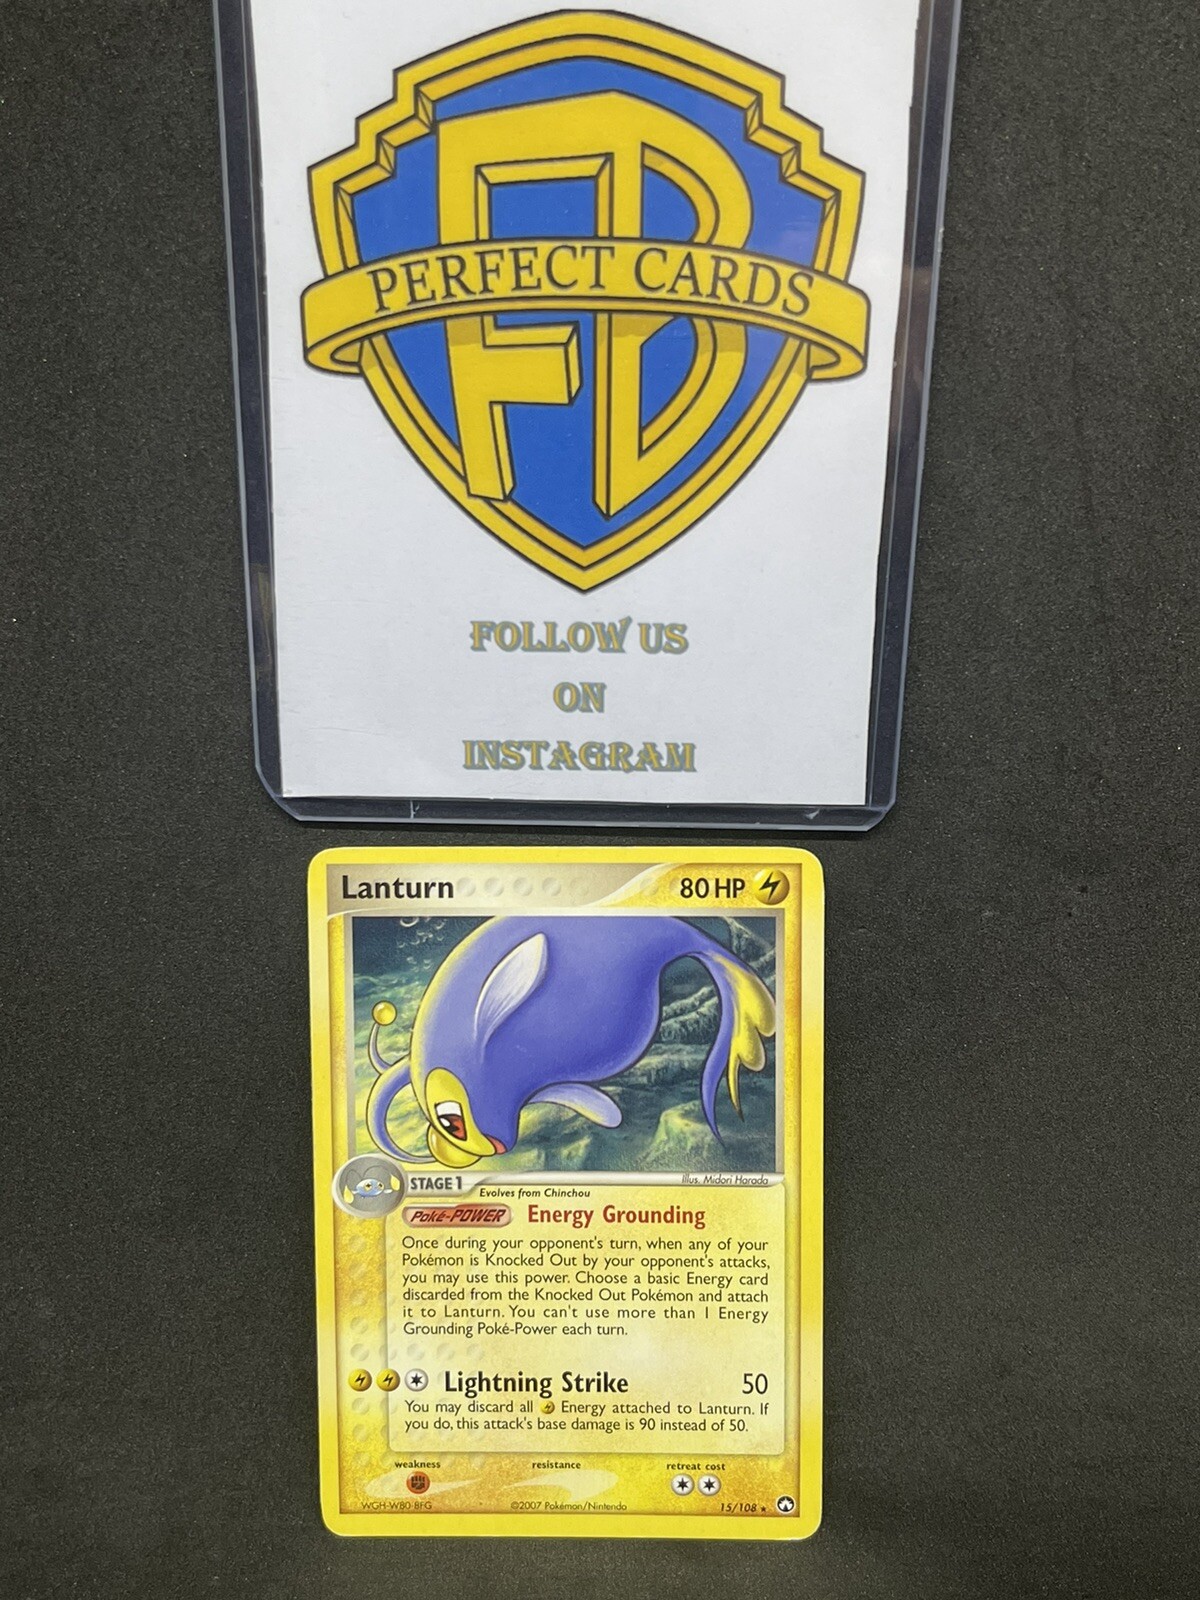 FB
PERFECT CARDS
FOLLOW US
ON
INSTAGRAM
Lanturn 80 HP
Illus. Midori Harada
STAGE 1
Evolves from Chinchou
Poké-POWER Energy Grounding
Once during your opponent's turn, when any of your
Pokémon is Knocked Out by your opponent's attacks,
you may use this power. Choose a basic Energy card
discarded from the Knocked Out Pokémon and attach
it to Lanturn. You can't use more than 1 Energy
Grounding Poké-Power each turn.
Lightning Strike 50
You may discard all Energy attached to Lanturn. If
you do, this attack's base damage is 90 instead of 50.
weakness resistance retreat cost
WGH-W80-BFG ©2007 Pokémon/Nintendo 15/108 ★